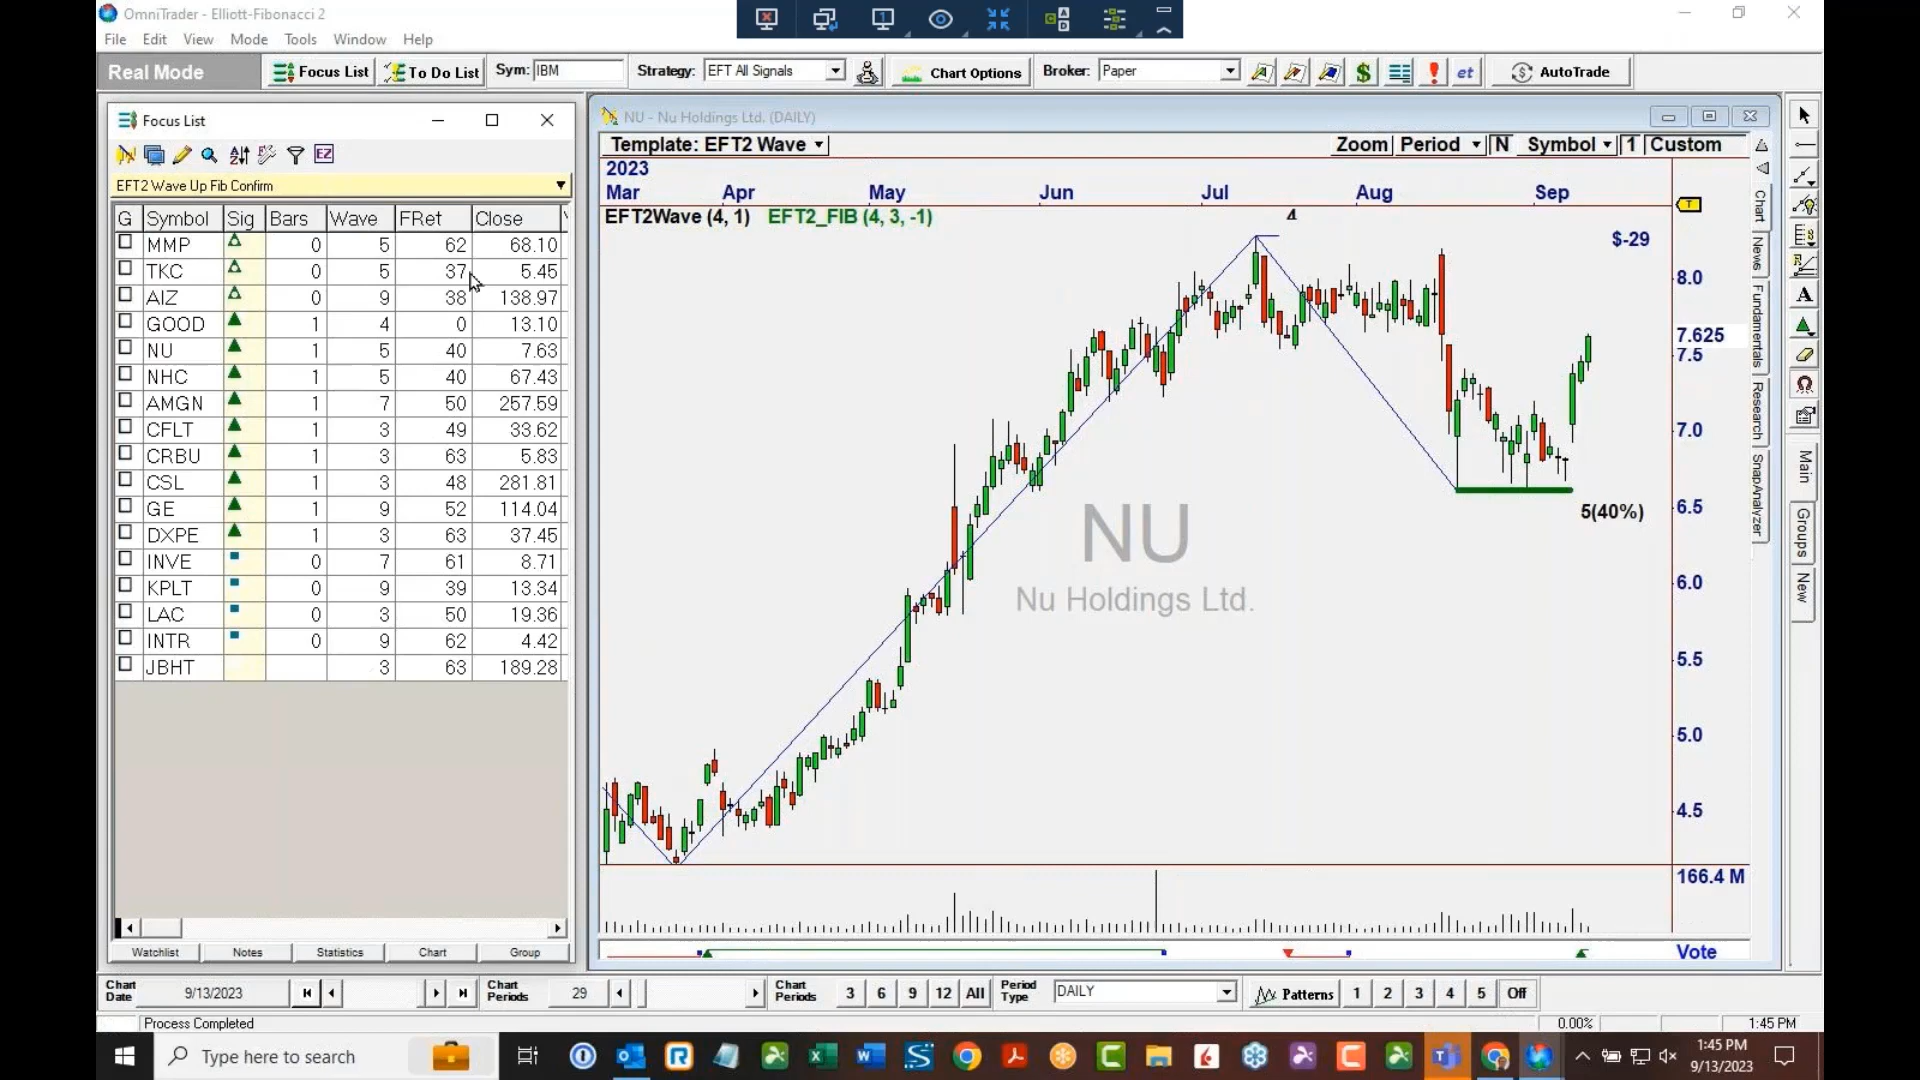 OmniTrader - Elliott-Fibonacci 2
File Edit View Mode Tools Window Help
Real Mode Focus List To Do List Sym: IBM Strategy: EFT All Signals Chart Options Broker: Paper $ ! et AutoTrade
Focus List
EZ
EFT2 Wave Up Fib Confirm
G Symbol Sig Bars Wave FRet Close
MMP 0 5 62 68.10
TKC 0 5 37 5.45
AIZ 0 9 38 138.97
GOOD 1 4 0 13.10
NU 1 5 40 7.63
NHC 1 5 40 67.43
AMGN 1 7 50 257.59
CFLT 1 3 49 33.62
CRBU 1 3 63 5.83
CSL 1 3 48 281.81
GE 1 9 52 114.04
DXPE 1 3 63 37.45
INVE 0 7 61 8.71
KPLT 0 9 39 13.34
LAC 0 3 50 19.36
INTR 0 9 62 4.42
JBHT 3 63 189.28
Watchlist Notes Statistics Chart Group
NU - Nu Holdings Ltd. (DAILY)
Template: EFT2 Wave Zoom Period N Symbol 1 Custom
2023
Mar Apr May Jun Jul Aug Sep
EFT2Wave (4, 1) EFT2_FIB (4, 3, -1)
4
$-29
8.0
7.625
7.5
7.0
6.5
5(40%)
6.0
5.5
5.0
4.5
NU
Nu Holdings Ltd.
166.4 M
Vote
Chart
News
Fundamentals
Research
SnapAnalyzer
A
Main
Groups
New
Chart Date 9/13/2023 Chart Periods 29 Chart Periods 3 6 9 12 All Period Type DAILY Patterns 1 2 3 4 5 Off
Process Completed 0.00% 1:45 PM
Type here to search
1:45 PM
9/13/2023